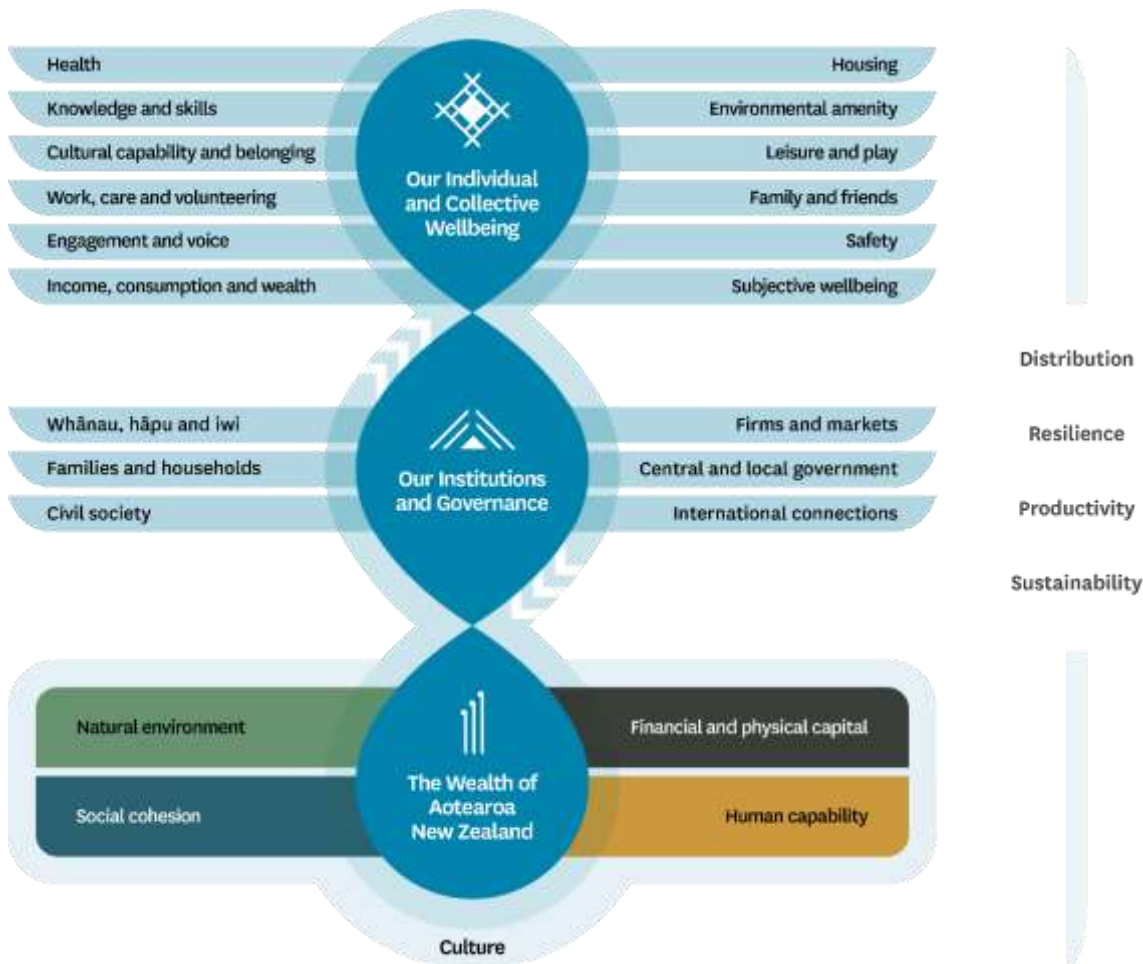 Health
Housing
Knowledge and skills
Environmental amenity
Cultural capability and belonging
Leisure and play
Work, care and volunteering
Family and friends
Engagement and voice
Safety
Income, consumption and wealth
Subjective wellbeing
Our Individual
and Collective
Wellbeing
Whānau, hāpu and iwi
Firms and markets
Families and households
Central and local government
Civil society
International connections
Our Institutions
and Governance
Natural environment
Financial and physical capital
Social cohesion
Human capability
The Wealth of
Aotearoa
New Zealand
Culture
Distribution
Resilience
Productivity
Sustainability